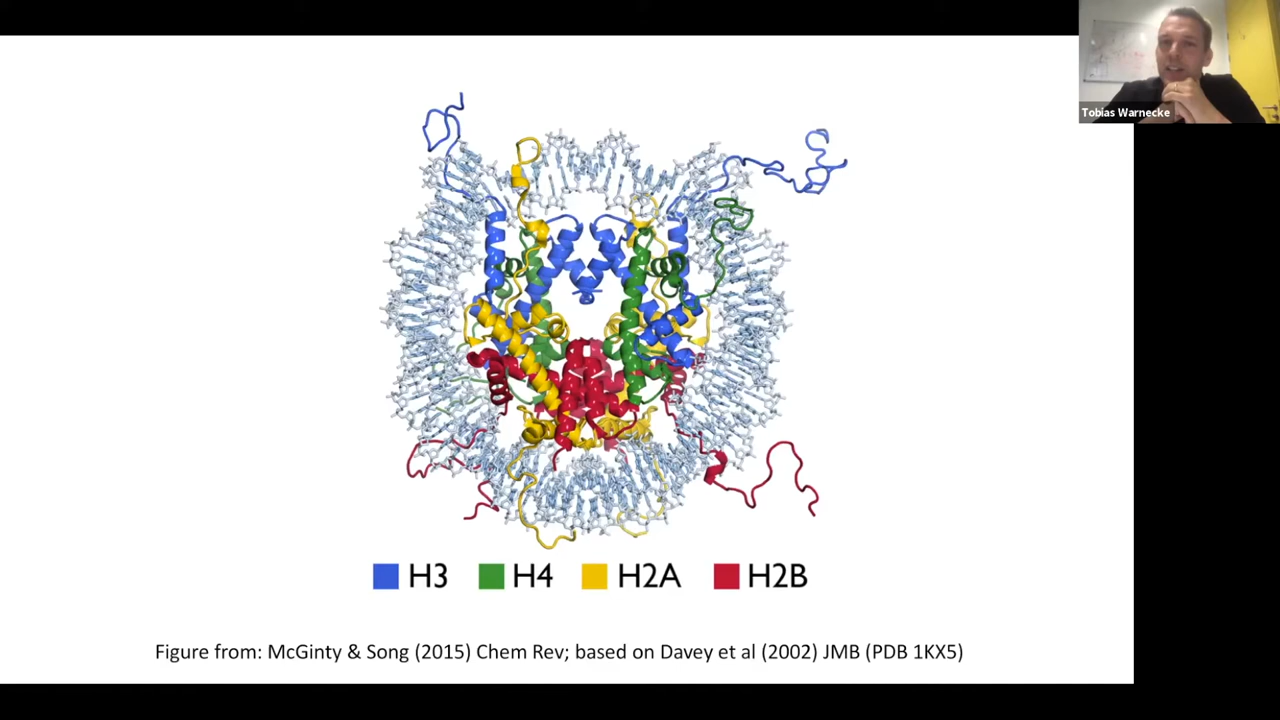 Tobias Warnecke
H3 H4 H2A H2B
Figure from: McGinty & Song (2015) Chem Rev; based on Davey et al (2002) JMB (PDB 1KX5)